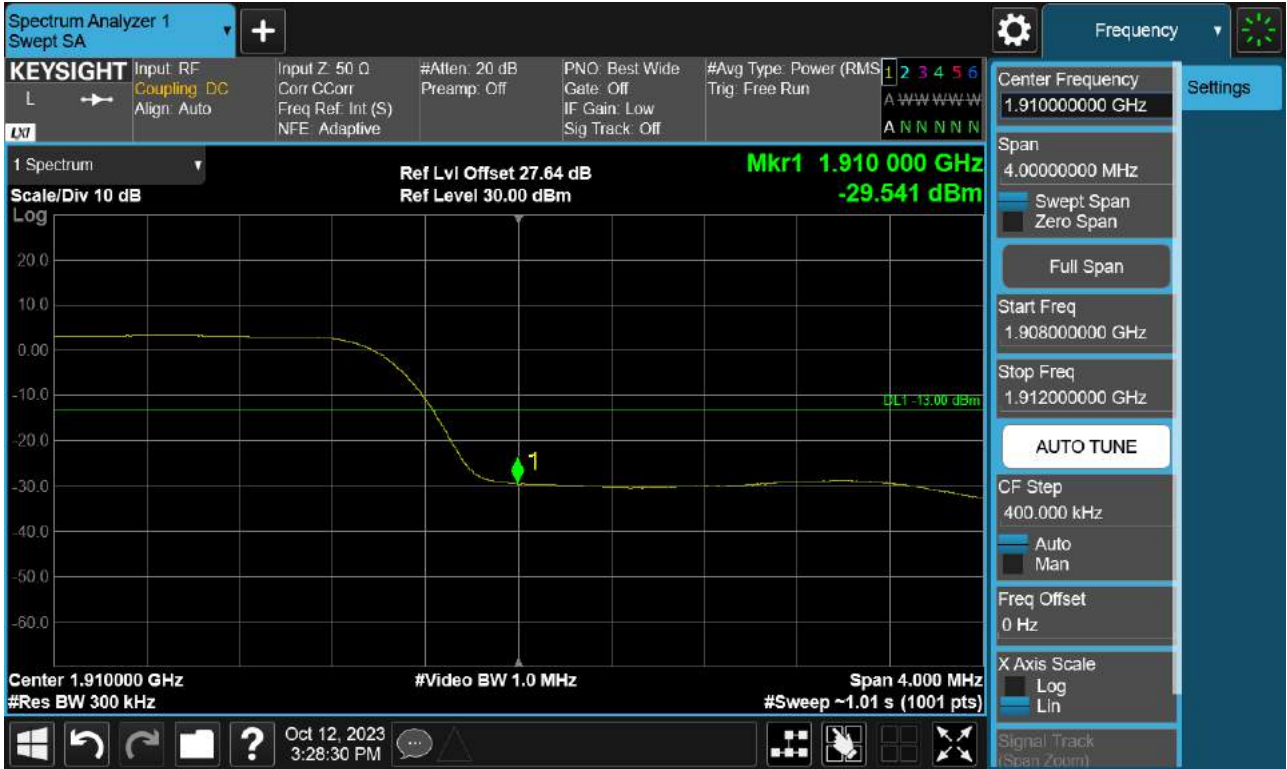 Spectrum Analyzer 1
Swept SA
+
Frequency
KEYSIGHT
L
LXI
Input: RF
Coupling: DC
Align: Auto
Input Z: 50 Ω
Corr CCorr
Freq Ref: Int (S)
NFE: Adaptive
#Atten: 20 dB
Preamp: Off
PNO: Best Wide
Gate: Off
IF Gain: Low
Sig Track: Off
#Avg Type: Power (RMS
Trig: Free Run
1 2 3 4 5 6
A W W W W W
A N N N N N
1 Spectrum
Scale/Div 10 dB
Log
Ref Lvl Offset 27.64 dB
Ref Level 30.00 dBm
Mkr1 1.910 000 GHz
-29.541 dBm
20.0
10.0
0.00
-10.0
-20.0
-30.0
-40.0
-50.0
-60.0
DL1 -13.00 dBm
1
Center 1.910000 GHz
#Res BW 300 kHz
#Video BW 1.0 MHz
Span 4.000 MHz
#Sweep ~1.01 s (1001 pts)
Center Frequency
1.910000000 GHz
Settings
Span
4.00000000 MHz
Swept Span
Zero Span
Full Span
Start Freq
1.908000000 GHz
Stop Freq
1.912000000 GHz
AUTO TUNE
CF Step
400.000 kHz
Auto
Man
Freq Offset
0 Hz
X Axis Scale
Log
Lin
Signal Track
(Span Zoom)
?
Oct 12, 2023
3:28:30 PM